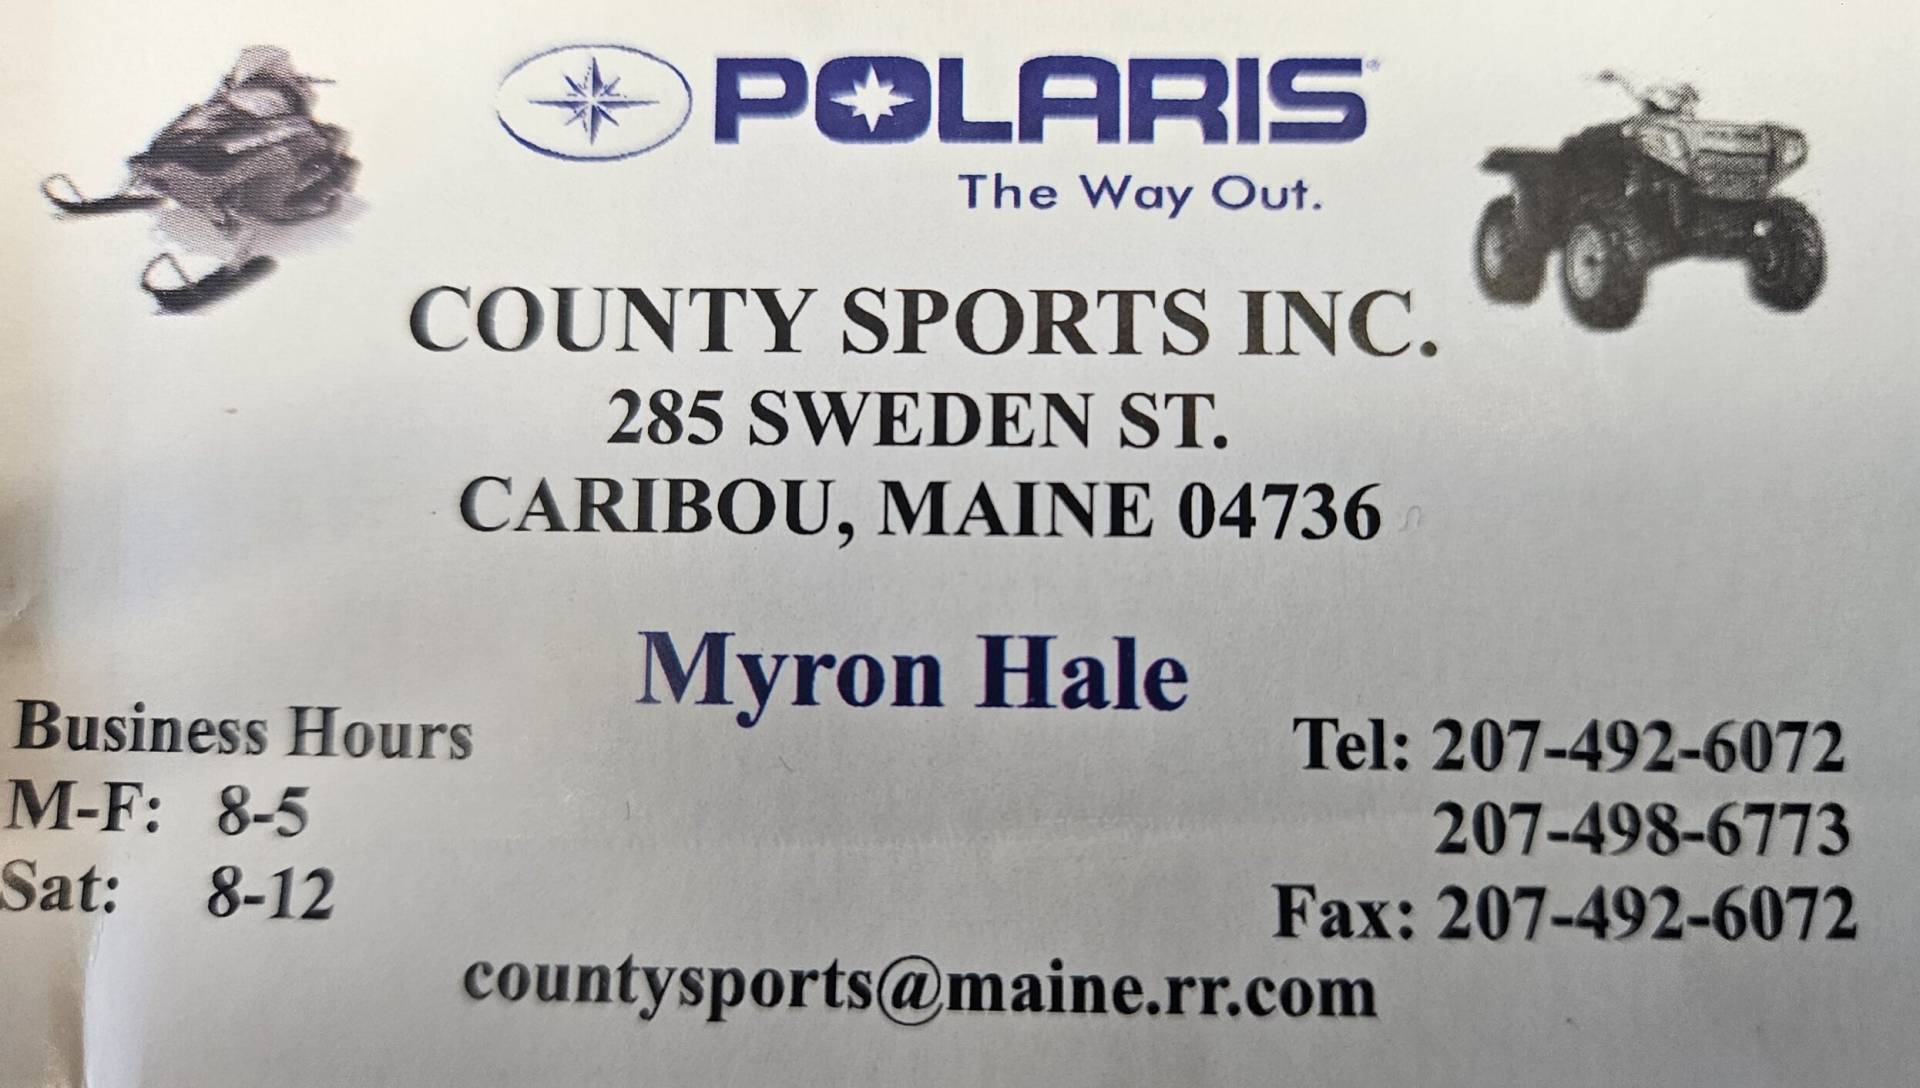 POLARIS®
The Way Out.
COUNTY SPORTS INC.
285 SWEDEN ST.
CARIBOU, MAINE 04736
Myron Hale
Business Hours
M-F: 8-5
Sat: 8-12
Tel: 207-492-6072
207-498-6773
Fax: 207-492-6072
countysports@maine.rr.com